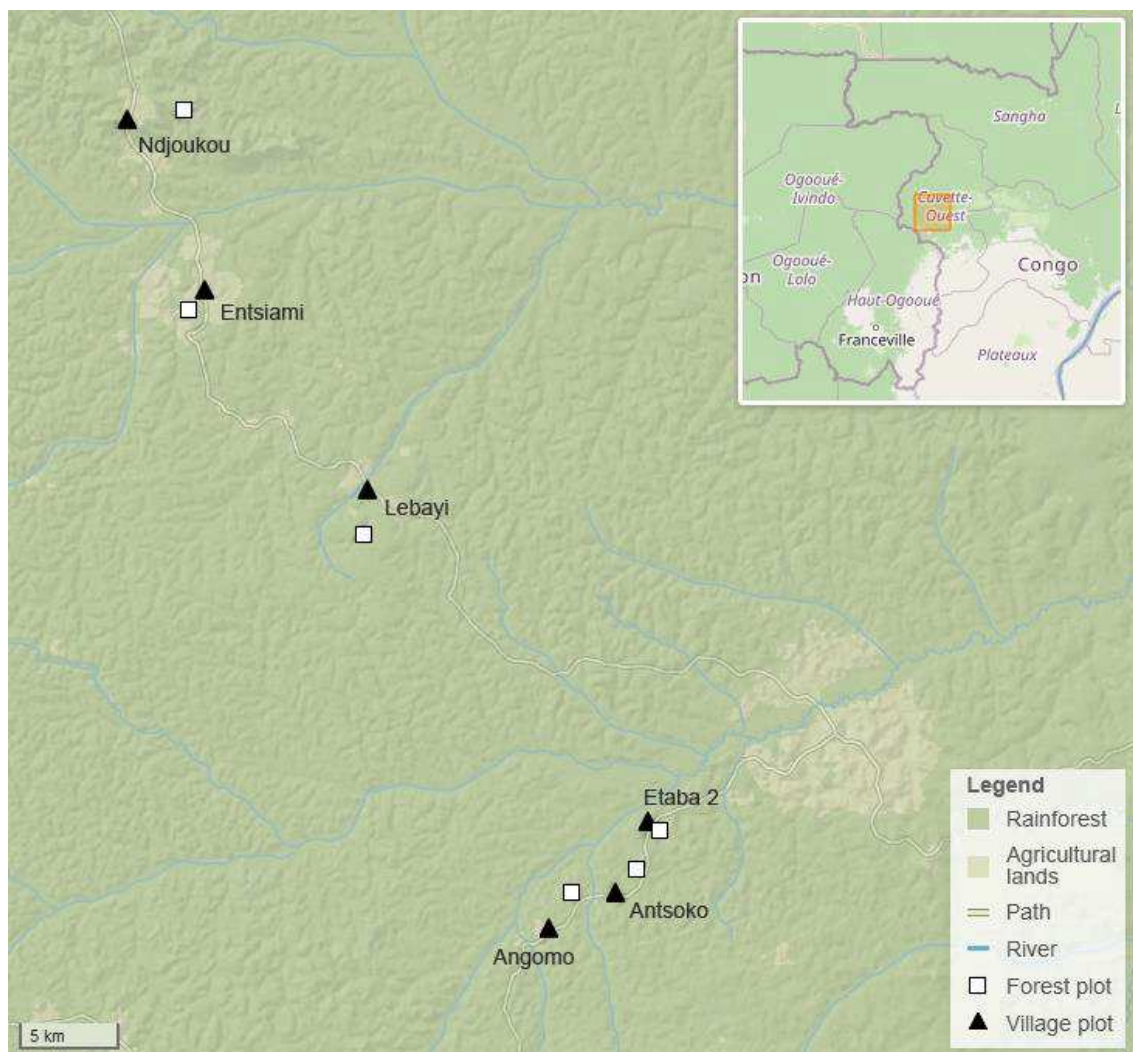 Ndjoukou
Entsiami
Lebayi
Etaba 2
Antsoko
Angomo
5 km
Sangha
Ogooué-
Ivindo
Cuvette-
Ouest
Ogooué-
Lolo
on
Congo
Haut-Ogooué
Franceville
Plateaux
L
Legend
Rainforest
Agricultural
lands
Path
River
Forest plot
Village plot